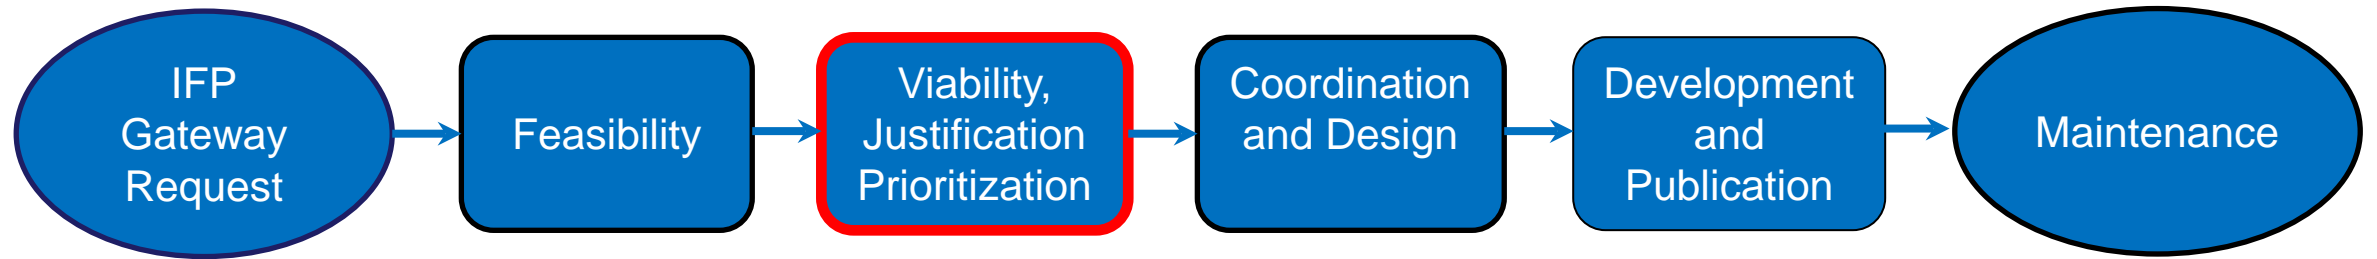 IFP
Gateway
Request
Feasibility
Viability,
Justification
Prioritization
Coordination
and Design
Development
and
Publication
Maintenance